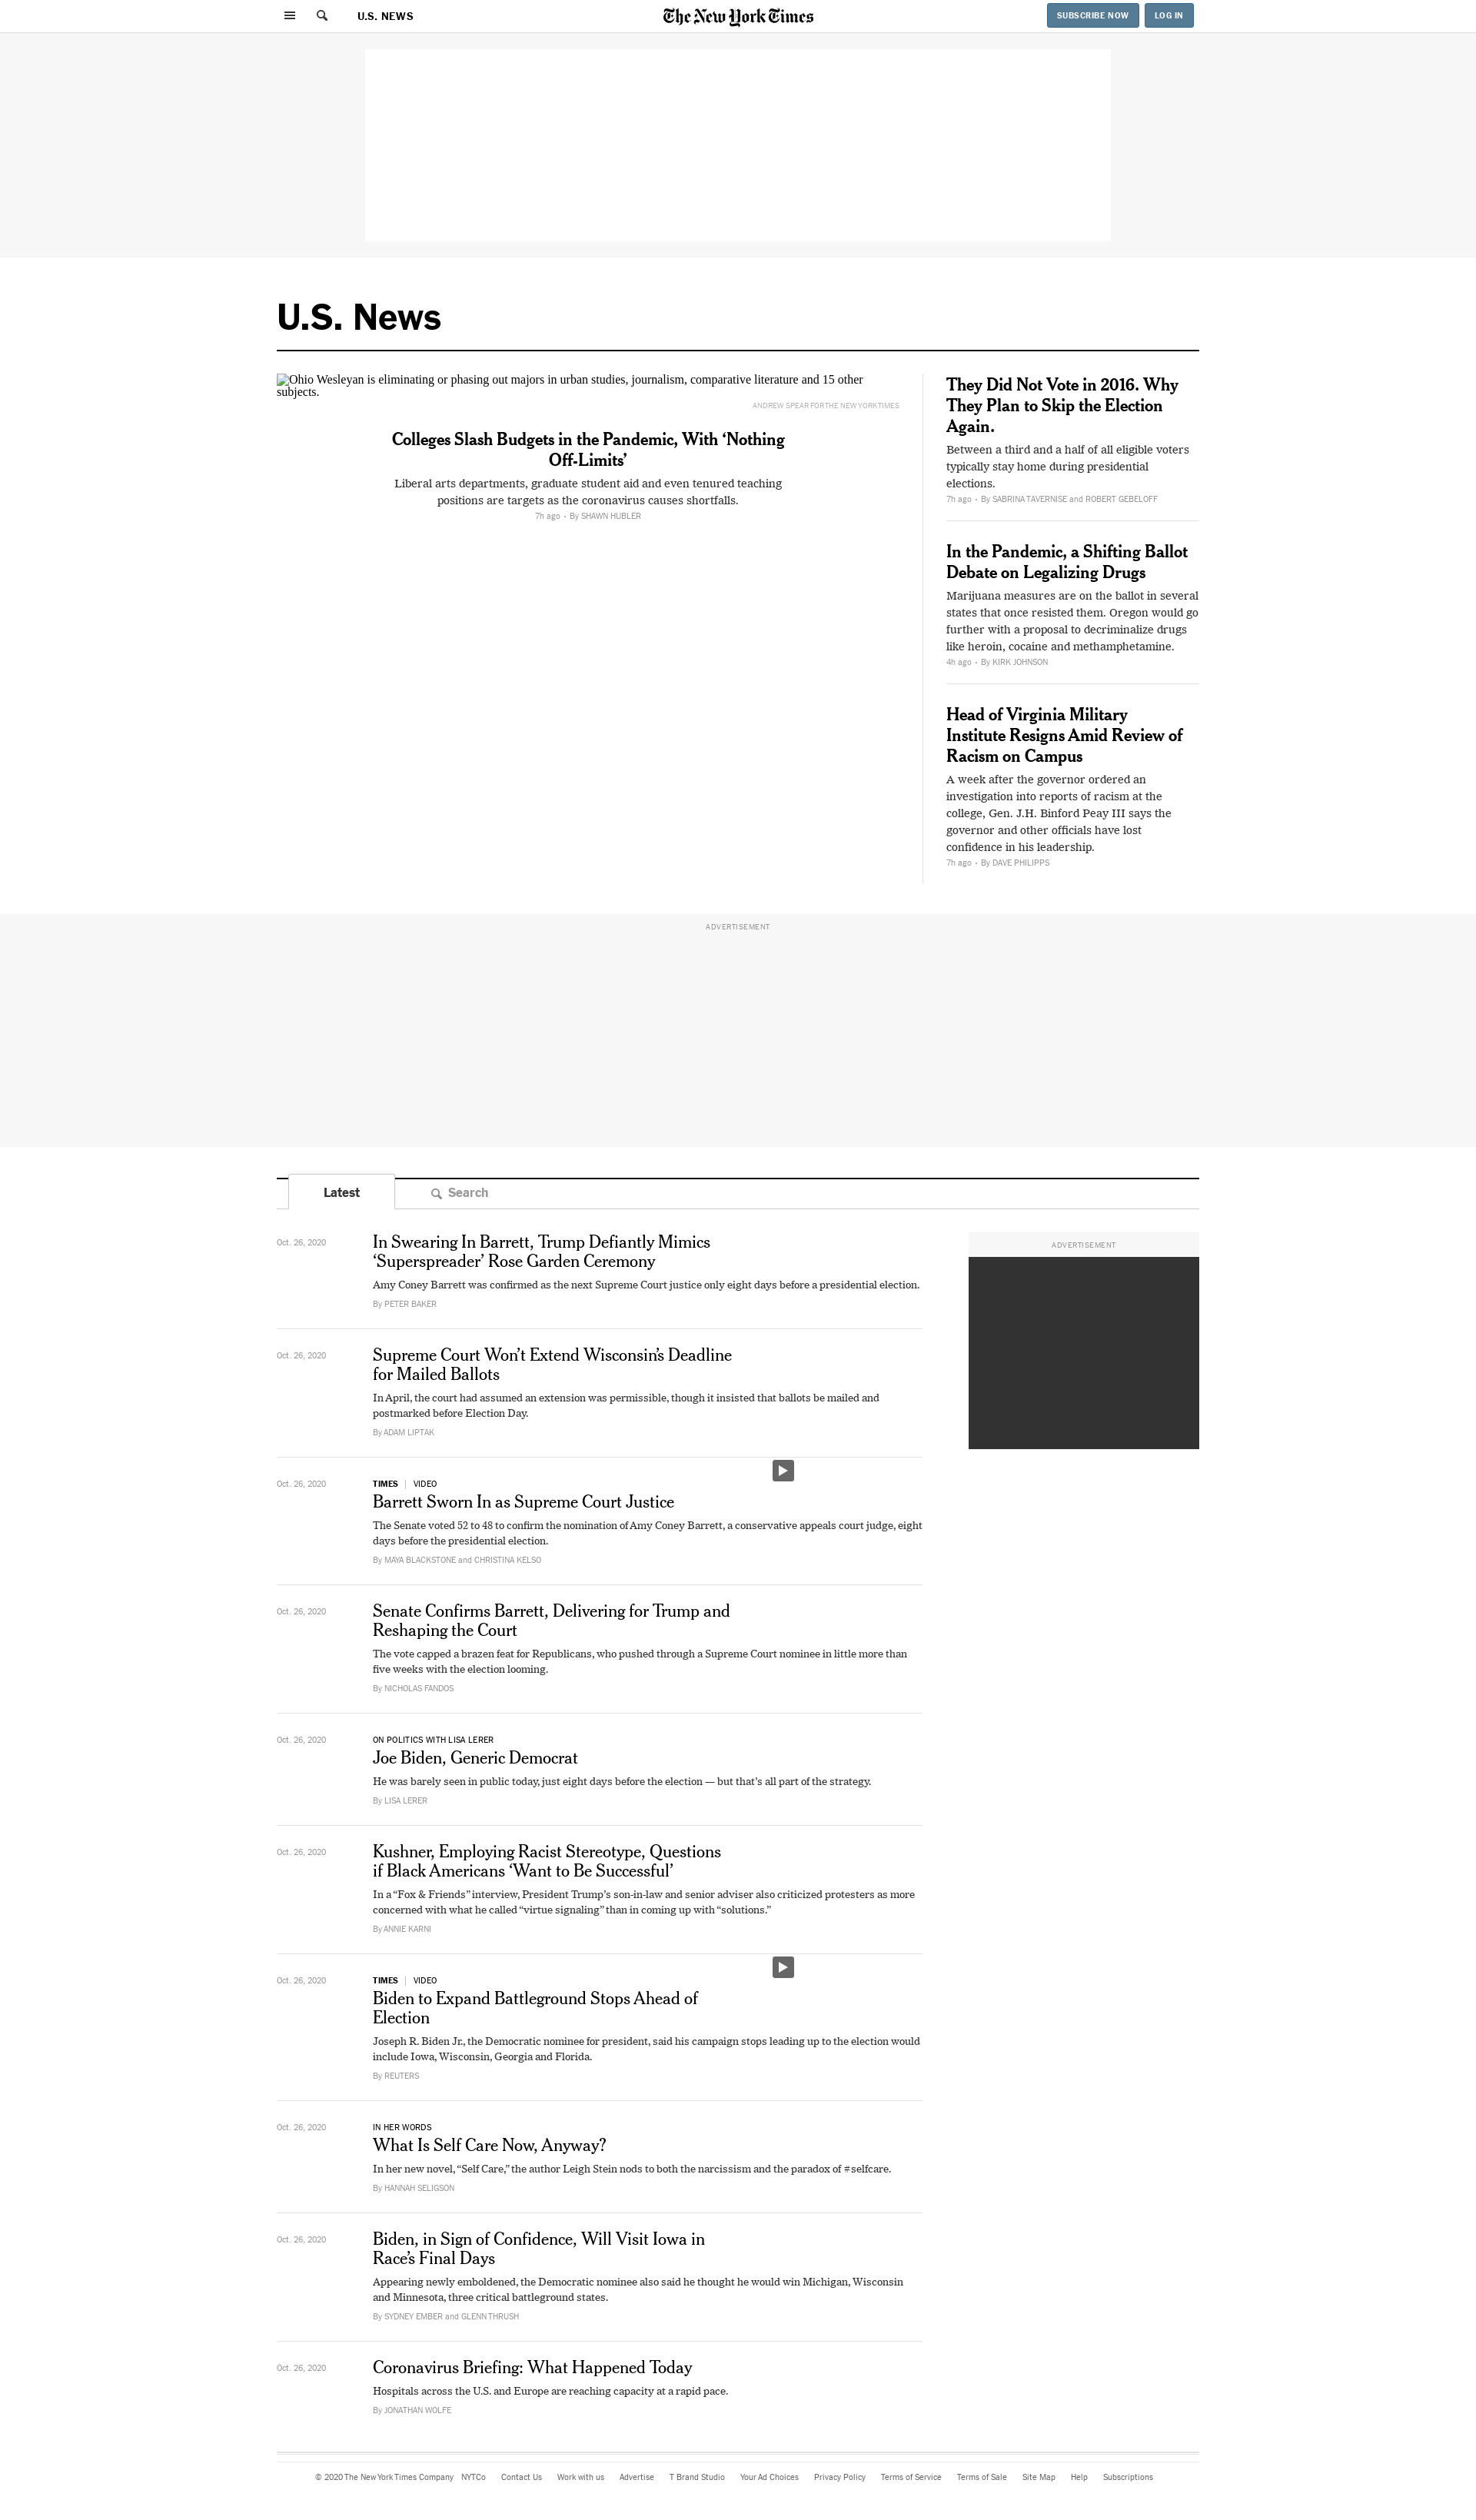 U.S. NEWS
The New York Times
SUBSCRIBE NOW
LOG IN
U.S. News
Ohio Wesleyan is eliminating or phasing out majors in urban studies, journalism, comparative literature and 15 other
subjects.
ANDREW SPEAR FOR THE NEW YORK TIMES
Colleges Slash Budgets in the Pandemic, With ‘Nothing
Off-Limits’
Liberal arts departments, graduate student aid and even tenured teaching
positions are targets as the coronavirus causes shortfalls.
7h ago • By SHAWN HUBLER
They Did Not Vote in 2016. Why
They Plan to Skip the Election
Again.
Between a third and a half of all eligible voters
typically stay home during presidential
elections.
7h ago • By SABRINA TAVERNISE and ROBERT GEBELOFF
In the Pandemic, a Shifting Ballot
Debate on Legalizing Drugs
Marijuana measures are on the ballot in several
states that once resisted them. Oregon would go
further with a proposal to decriminalize drugs
like heroin, cocaine and methamphetamine.
4h ago • By KIRK JOHNSON
Head of Virginia Military
Institute Resigns Amid Review of
Racism on Campus
A week after the governor ordered an
investigation into reports of racism at the
college, Gen. J.H. Binford Peay III says the
governor and other officials have lost
confidence in his leadership.
7h ago • By DAVE PHILIPPS
ADVERTISEMENT
Latest
Search
ADVERTISEMENT
Oct. 26, 2020
In Swearing In Barrett, Trump Defiantly Mimics
‘Superspreader’ Rose Garden Ceremony
Amy Coney Barrett was confirmed as the next Supreme Court justice only eight days before a presidential election.
By PETER BAKER
Oct. 26, 2020
Supreme Court Won’t Extend Wisconsin’s Deadline
for Mailed Ballots
In April, the court had assumed an extension was permissible, though it insisted that ballots be mailed and
postmarked before Election Day.
By ADAM LIPTAK
Oct. 26, 2020
TIMES | VIDEO
Barrett Sworn In as Supreme Court Justice
The Senate voted 52 to 48 to confirm the nomination of Amy Coney Barrett, a conservative appeals court judge, eight
days before the presidential election.
By MAYA BLACKSTONE and CHRISTINA KELSO
Oct. 26, 2020
Senate Confirms Barrett, Delivering for Trump and
Reshaping the Court
The vote capped a brazen feat for Republicans, who pushed through a Supreme Court nominee in little more than
five weeks with the election looming.
By NICHOLAS FANDOS
Oct. 26, 2020
ON POLITICS WITH LISA LERER
Joe Biden, Generic Democrat
He was barely seen in public today, just eight days before the election — but that’s all part of the strategy.
By LISA LERER
Oct. 26, 2020
Kushner, Employing Racist Stereotype, Questions
if Black Americans ‘Want to Be Successful’
In a “Fox & Friends” interview, President Trump’s son-in-law and senior adviser also criticized protesters as more
concerned with what he called “virtue signaling” than in coming up with “solutions.”
By ANNIE KARNI
Oct. 26, 2020
TIMES | VIDEO
Biden to Expand Battleground Stops Ahead of
Election
Joseph R. Biden Jr., the Democratic nominee for president, said his campaign stops leading up to the election would
include Iowa, Wisconsin, Georgia and Florida.
By REUTERS
Oct. 26, 2020
IN HER WORDS
What Is Self Care Now, Anyway?
In her new novel, “Self Care,” the author Leigh Stein nods to both the narcissism and the paradox of #selfcare.
By HANNAH SELIGSON
Oct. 26, 2020
Biden, in Sign of Confidence, Will Visit Iowa in
Race’s Final Days
Appearing newly emboldened, the Democratic nominee also said he thought he would win Michigan, Wisconsin
and Minnesota, three critical battleground states.
By SYDNEY EMBER and GLENN THRUSH
Oct. 26, 2020
Coronavirus Briefing: What Happened Today
Hospitals across the U.S. and Europe are reaching capacity at a rapid pace.
By JONATHAN WOLFE
© 2020 The New York Times Company NYTCo Contact Us Work with us Advertise T Brand Studio Your Ad Choices Privacy Policy Terms of Service Terms of Sale Site Map Help Subscriptions